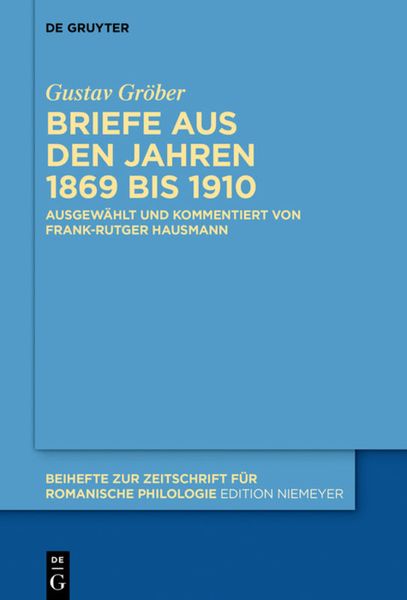 DE GRUYTER
Gustav Gröber
BRIEFE AUS
DEN JAHREN
1869 BIS 1910
AUSGEWÄHLT UND KOMMENTIERT VON
FRANK-RUTGER HAUSMANN
BEIHEFTE ZUR ZEITSCHRIFT FÜR
ROMANISCHE PHILOLOGIE EDITION NIEMEYER
DE
G